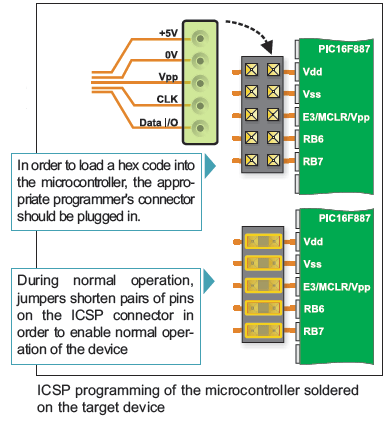 +5V
0V
Vpp
CLK
Data I/O
PIC16F887
Vdd
Vss
E3/MCLR/Vpp
RB6
RB7
In order to load a hex code into
the microcontroller, the appro-
priate programmer's connector
should be plugged in.
PIC16F887
Vdd
Vss
E3/MCLR/Vpp
RB6
RB7
During normal operation,
jumpers shorten pairs of pins
on the ICSP connector in
order to enable normal oper-
ation of the device
ICSP programming of the microcontroller soldered
on the target device